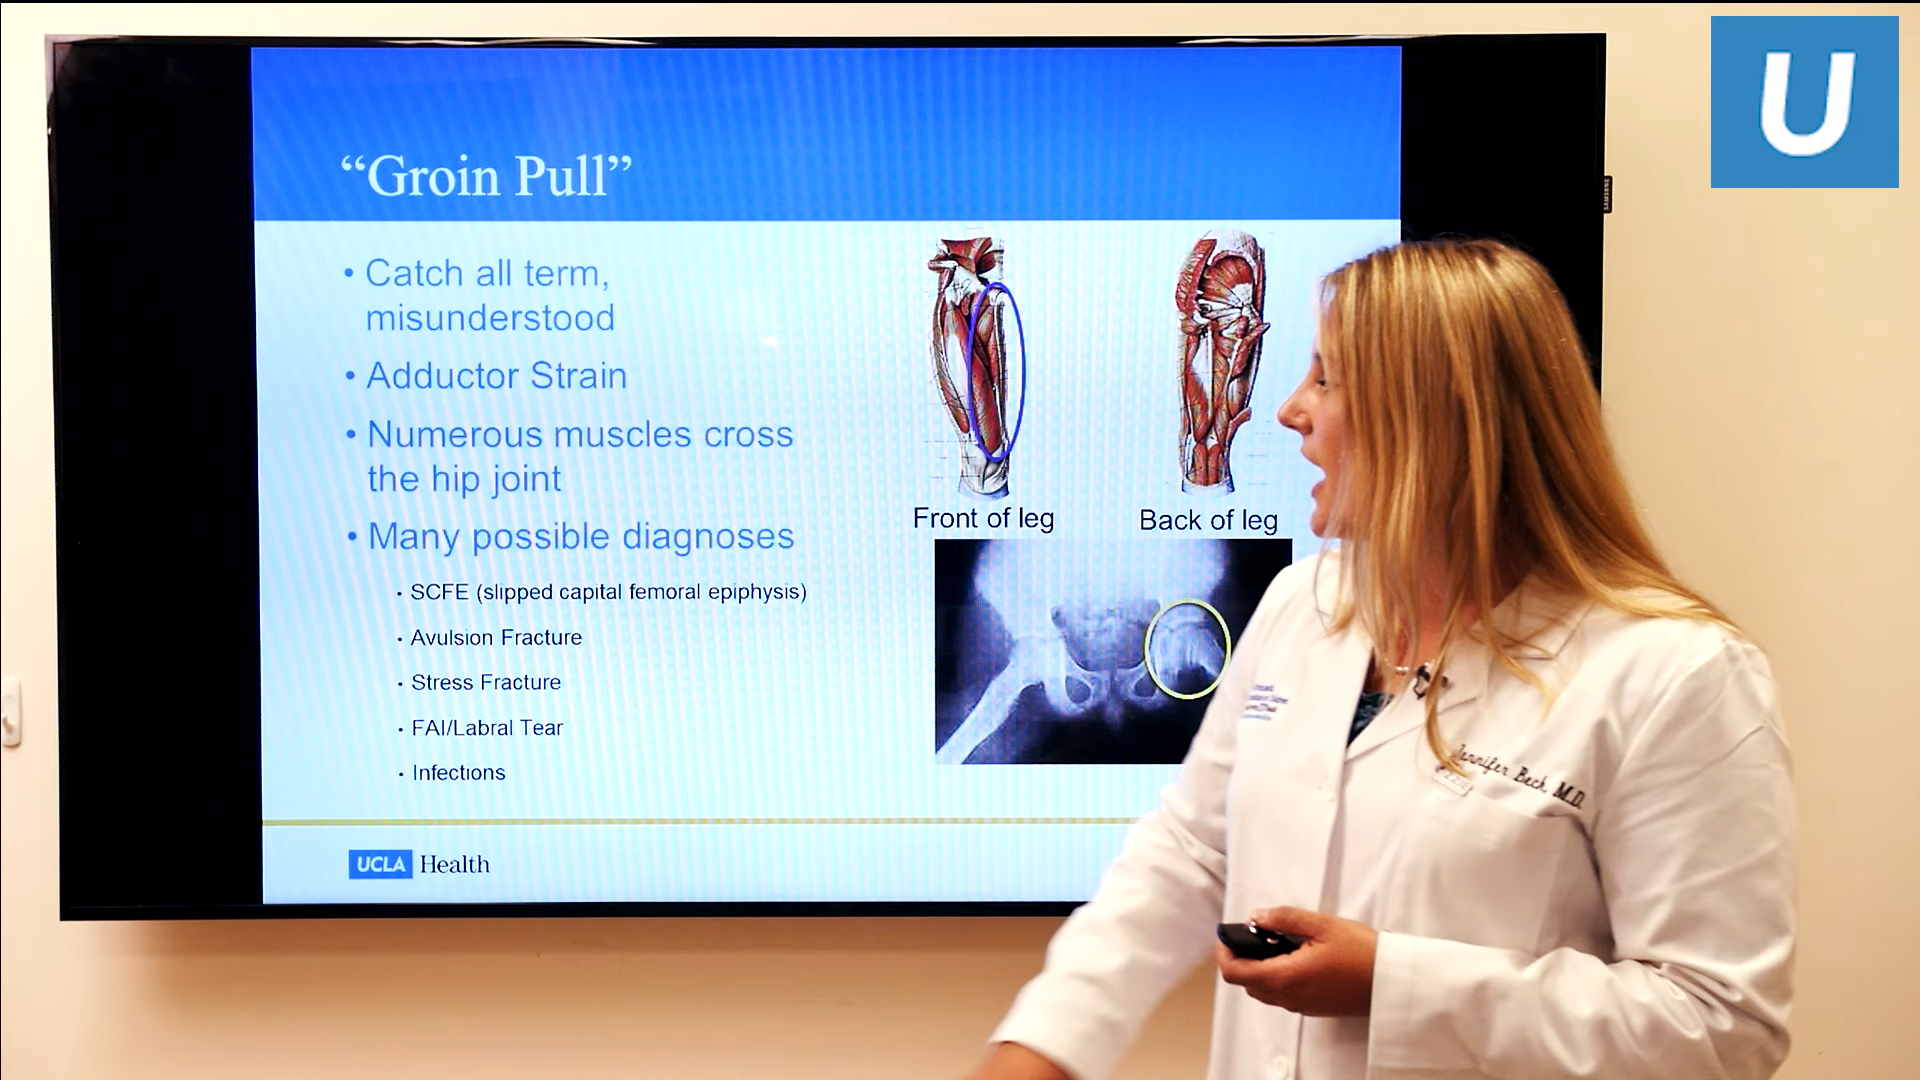 U
“Groin Pull”
SAMSUNG
• Catch all term,
misunderstood
• Adductor Strain
• Numerous muscles cross
the hip joint
• Many possible diagnoses
• SCFE (slipped capital femoral epiphysis)
• Avulsion Fracture
• Stress Fracture
• FAI/Labral Tear
• Infections
Front of leg
Back of leg
Jennifer Beck, M.D.
UCLA Health